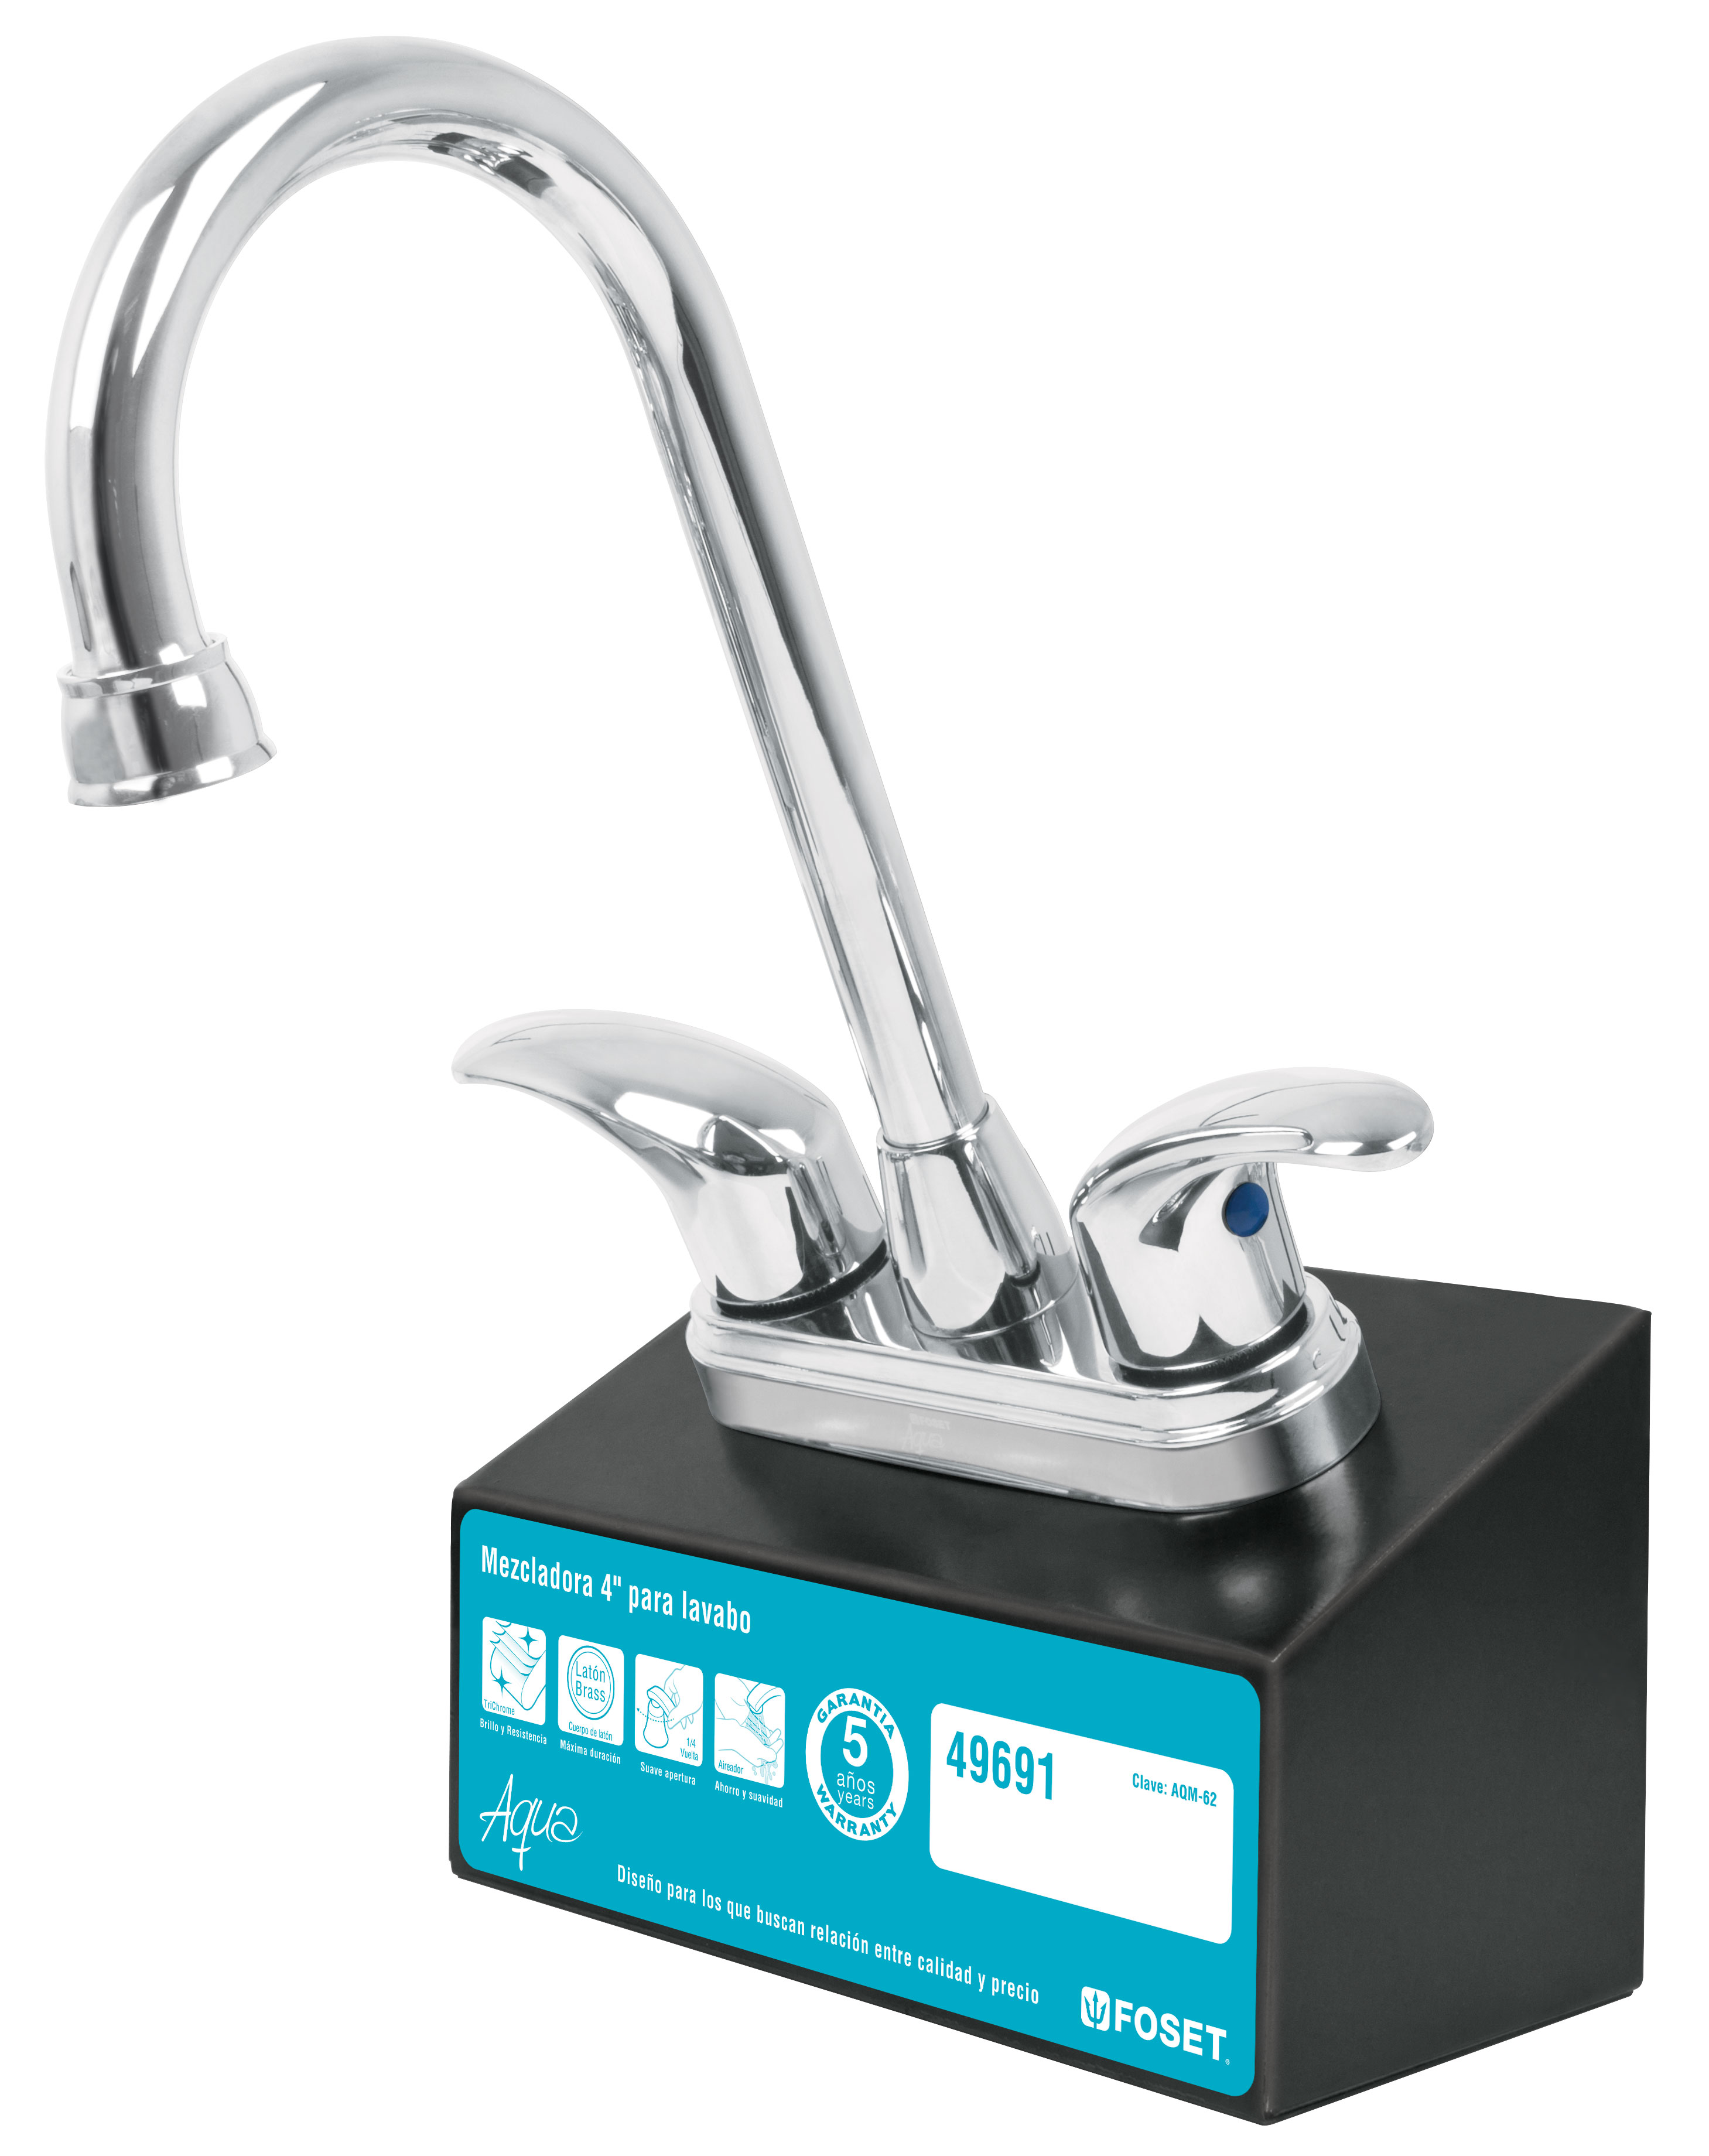 Mezcladora 4" para lavabo
TriChrome
Brillo y Resistencia
Latón
Brass
Cuerpo de latón
Máxima duración
1/4
Vuelta
Suave apertura
Aireador
Ahorro y suavidad
GARANTIA
5
años
years
WARRANTY
49691
Clave: AQM-62
Aqua
Diseño para los que buscan relación entre calidad y precio
FOSET
®
FOSET
Aqua